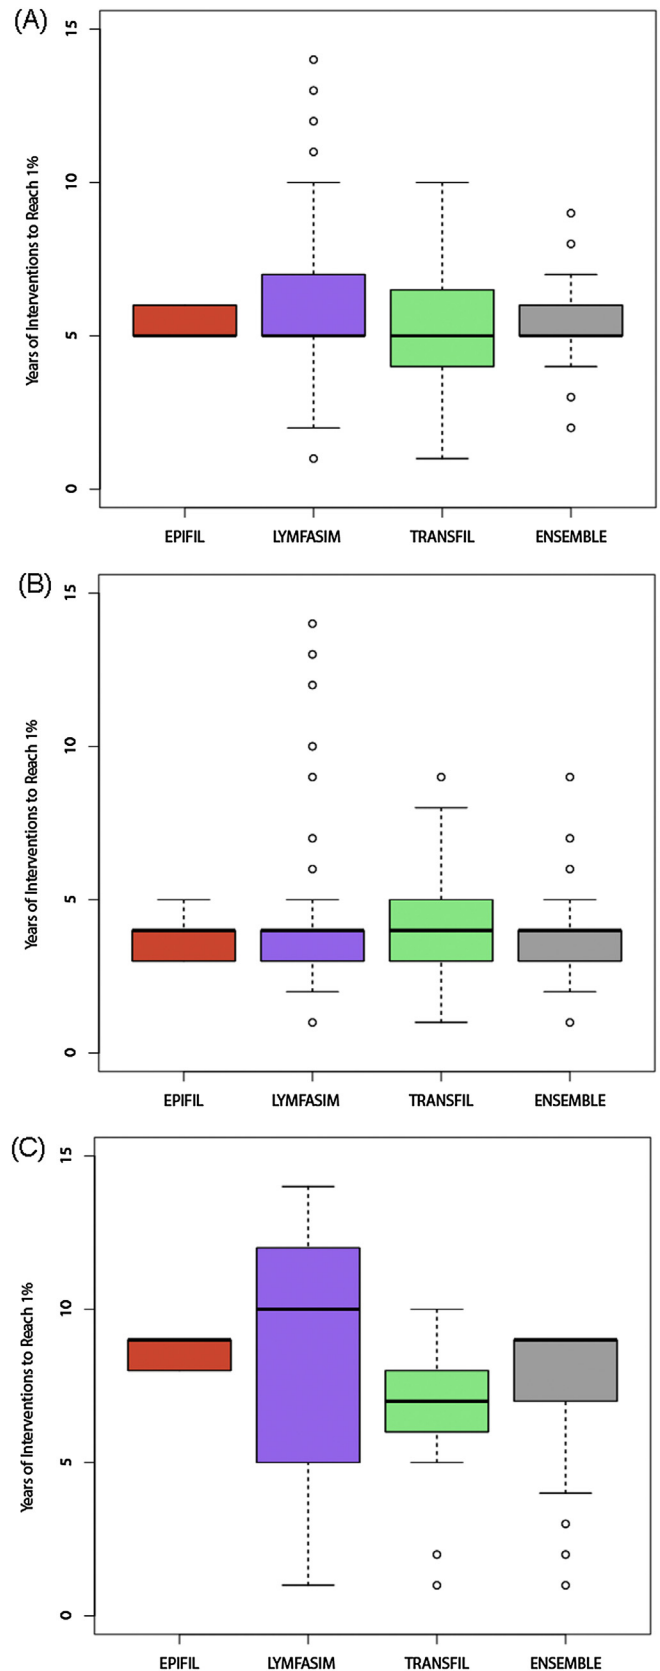 (A)
Years of Interventions to Reach 1%
15
10
5
0
EPIFIL LYMFASIM TRANSFIL ENSEMBLE
(B)
Years of Interventions to Reach 1%
15
10
5
0
EPIFIL LYMFASIM TRANSFIL ENSEMBLE
(C)
Years of Interventions to Reach 1%
15
10
5
0
EPIFIL LYMFASIM TRANSFIL ENSEMBLE